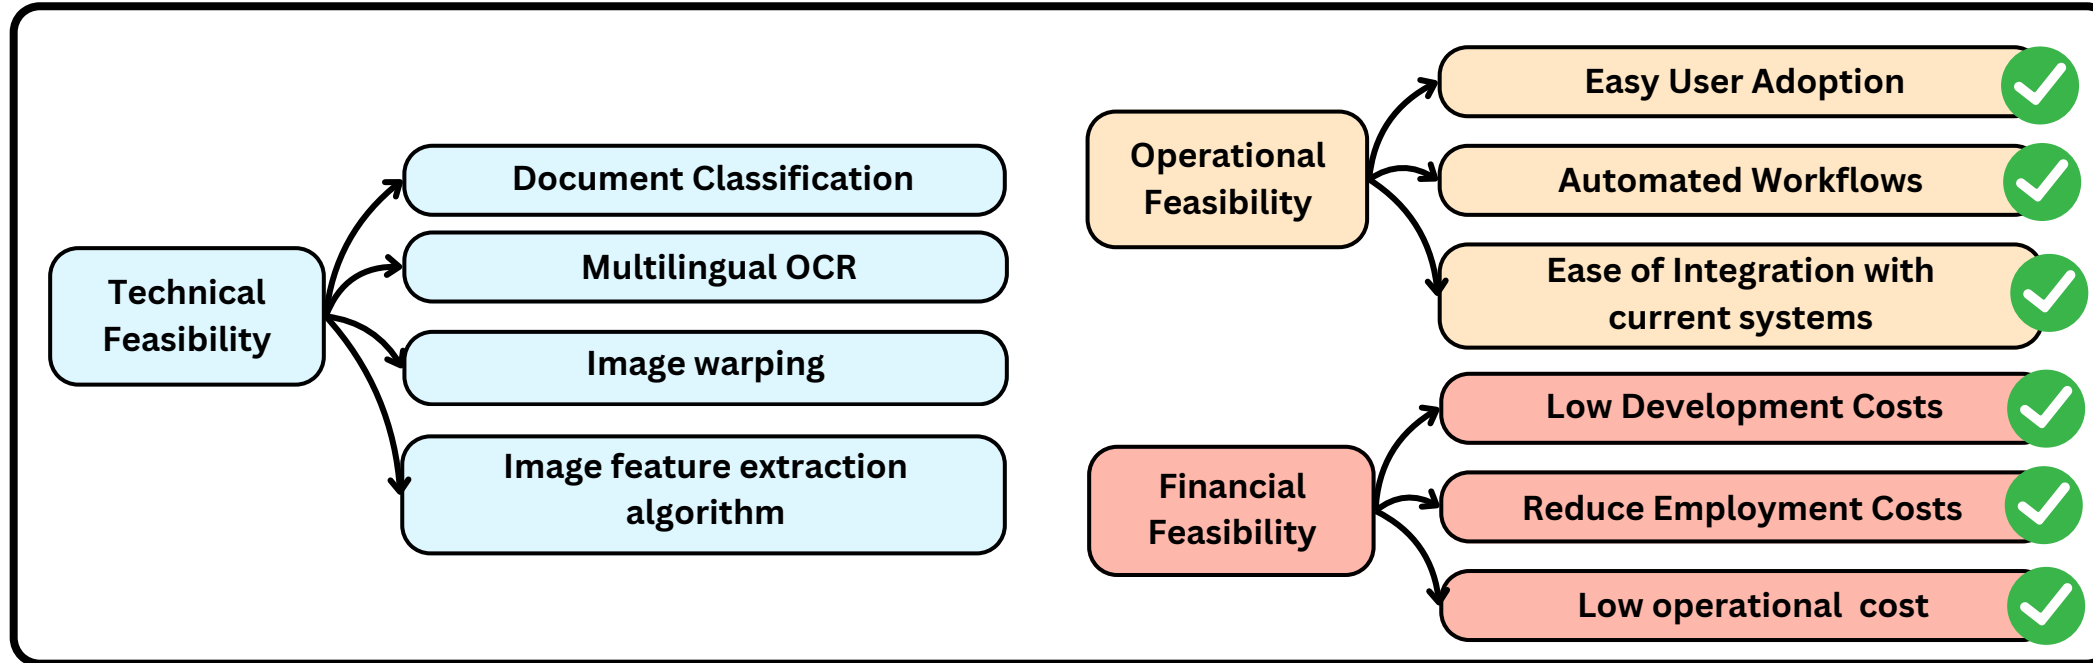 Technical
Feasibility
Document Classification
Multilingual OCR
Image warping
Image feature extraction
algorithm
Operational
Feasibility
Easy User Adoption
Automated Workflows
Ease of Integration with
current systems
Financial
Feasibility
Low Development Costs
Reduce Employment Costs
Low operational cost